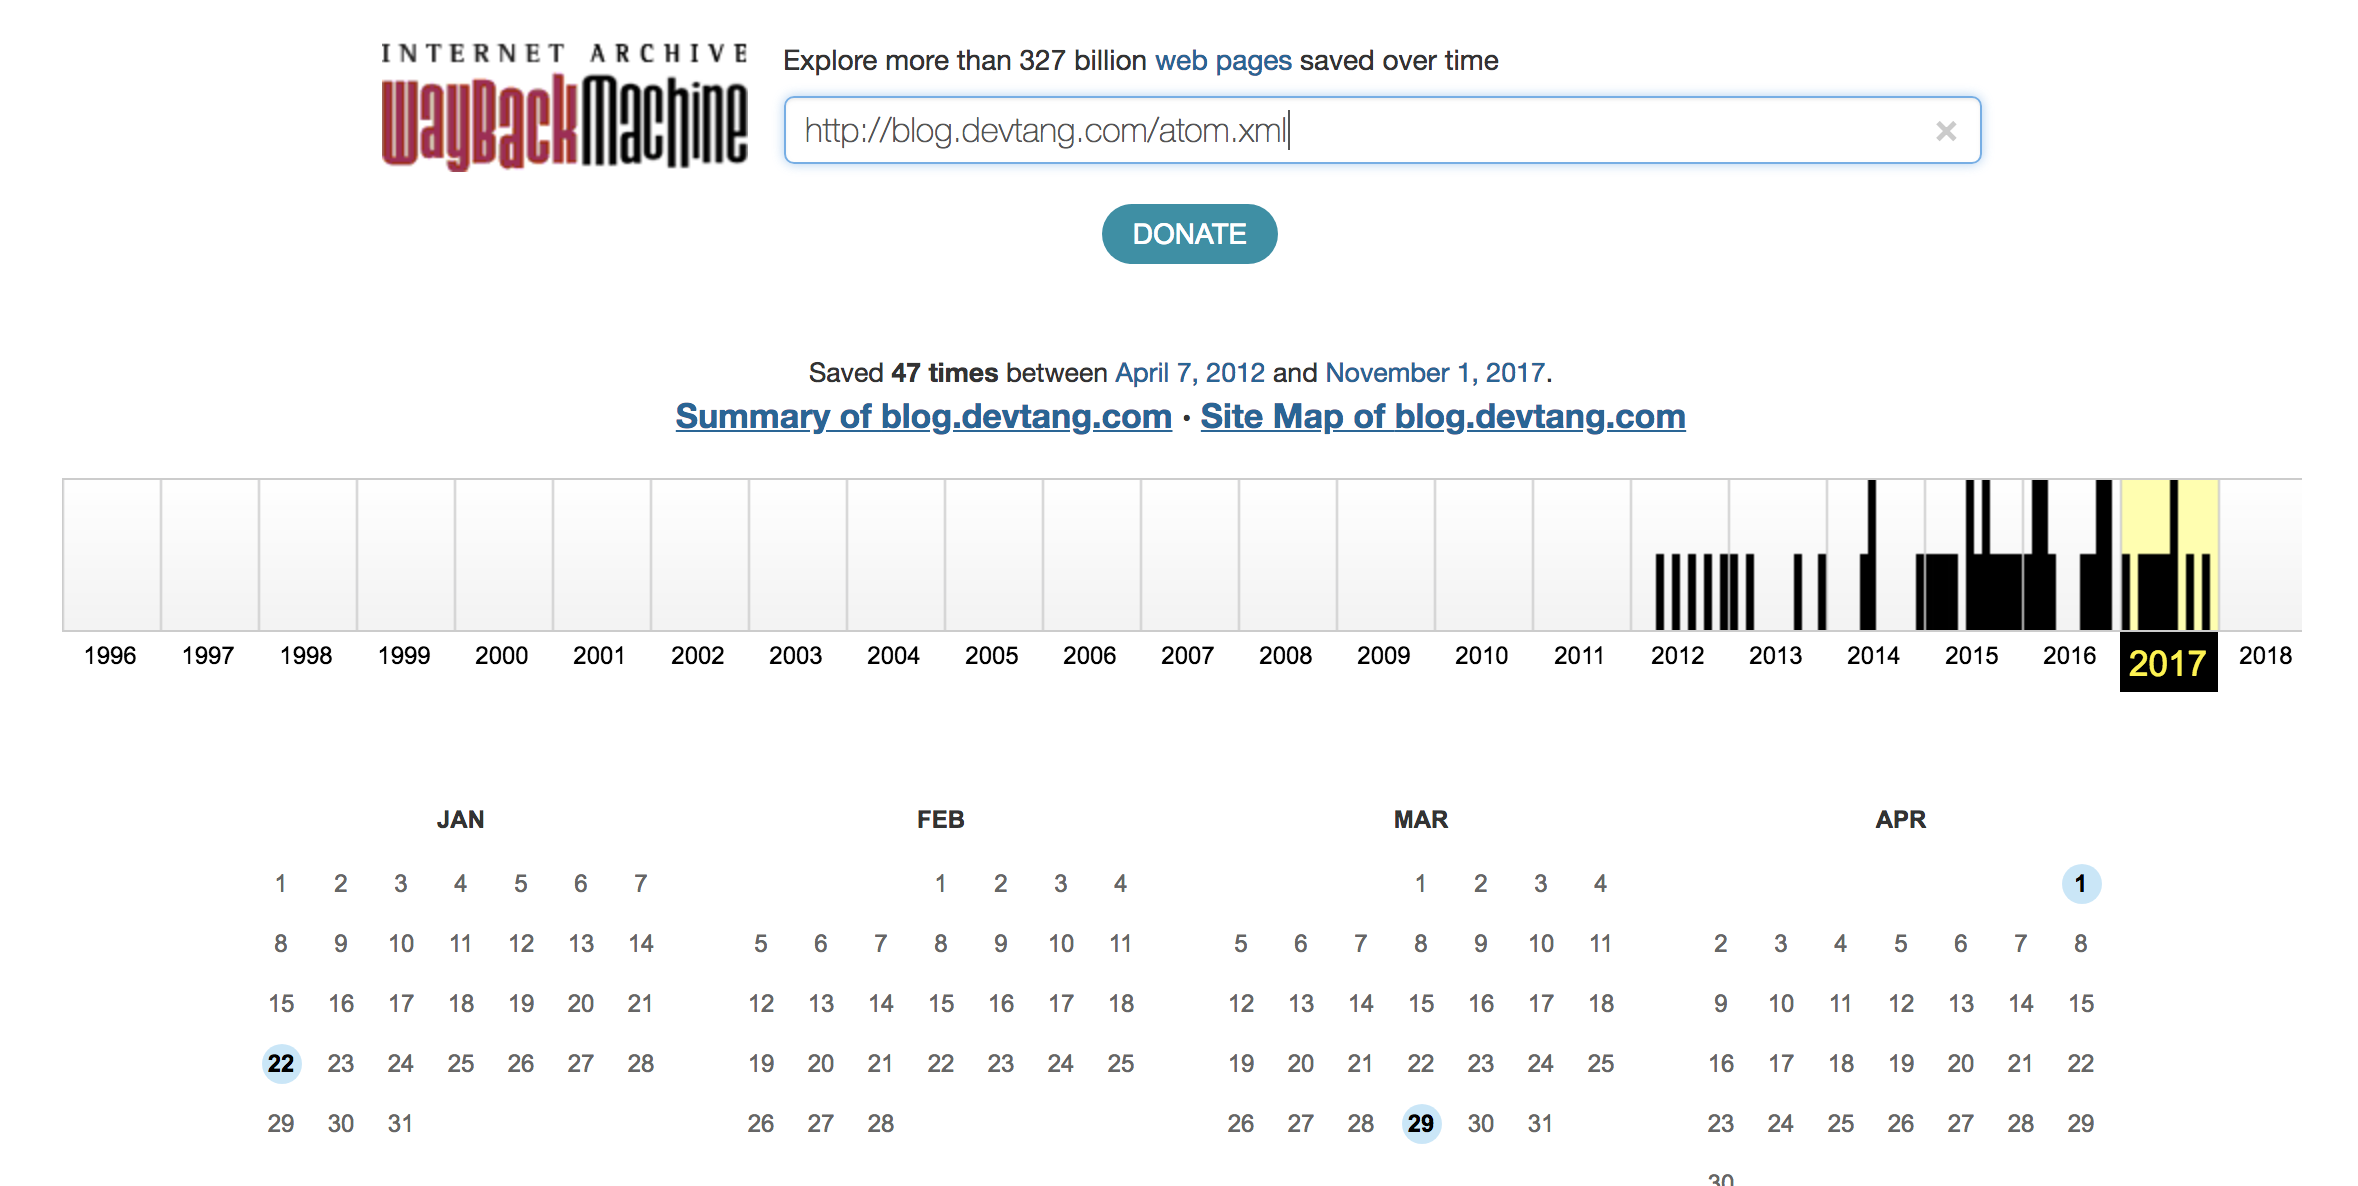 INTERNET ARCHIVE
WayBackMachine
Explore more than 327 billion web pages saved over time
http://blog.devtang.com/atom.xml
×
DONATE
Saved 47 times between April 7, 2012 and November 1, 2017.
Summary of blog.devtang.com · Site Map of blog.devtang.com
1996 1997 1998 1999 2000 2001 2002 2003 2004 2005 2006 2007 2008 2009 2010 2011 2012 2013 2014 2015 2016 2017 2018
JAN
1 2 3 4 5 6 7
8 9 10 11 12 13 14
15 16 17 18 19 20 21
22 23 24 25 26 27 28
29 30 31
FEB
1 2 3 4
5 6 7 8 9 10 11
12 13 14 15 16 17 18
19 20 21 22 23 24 25
26 27 28
MAR
1 2 3 4
5 6 7 8 9 10 11
12 13 14 15 16 17 18
19 20 21 22 23 24 25
26 27 28 29 30 31
APR
1
2 3 4 5 6 7 8
9 10 11 12 13 14 15
16 17 18 19 20 21 22
23 24 25 26 27 28 29
30